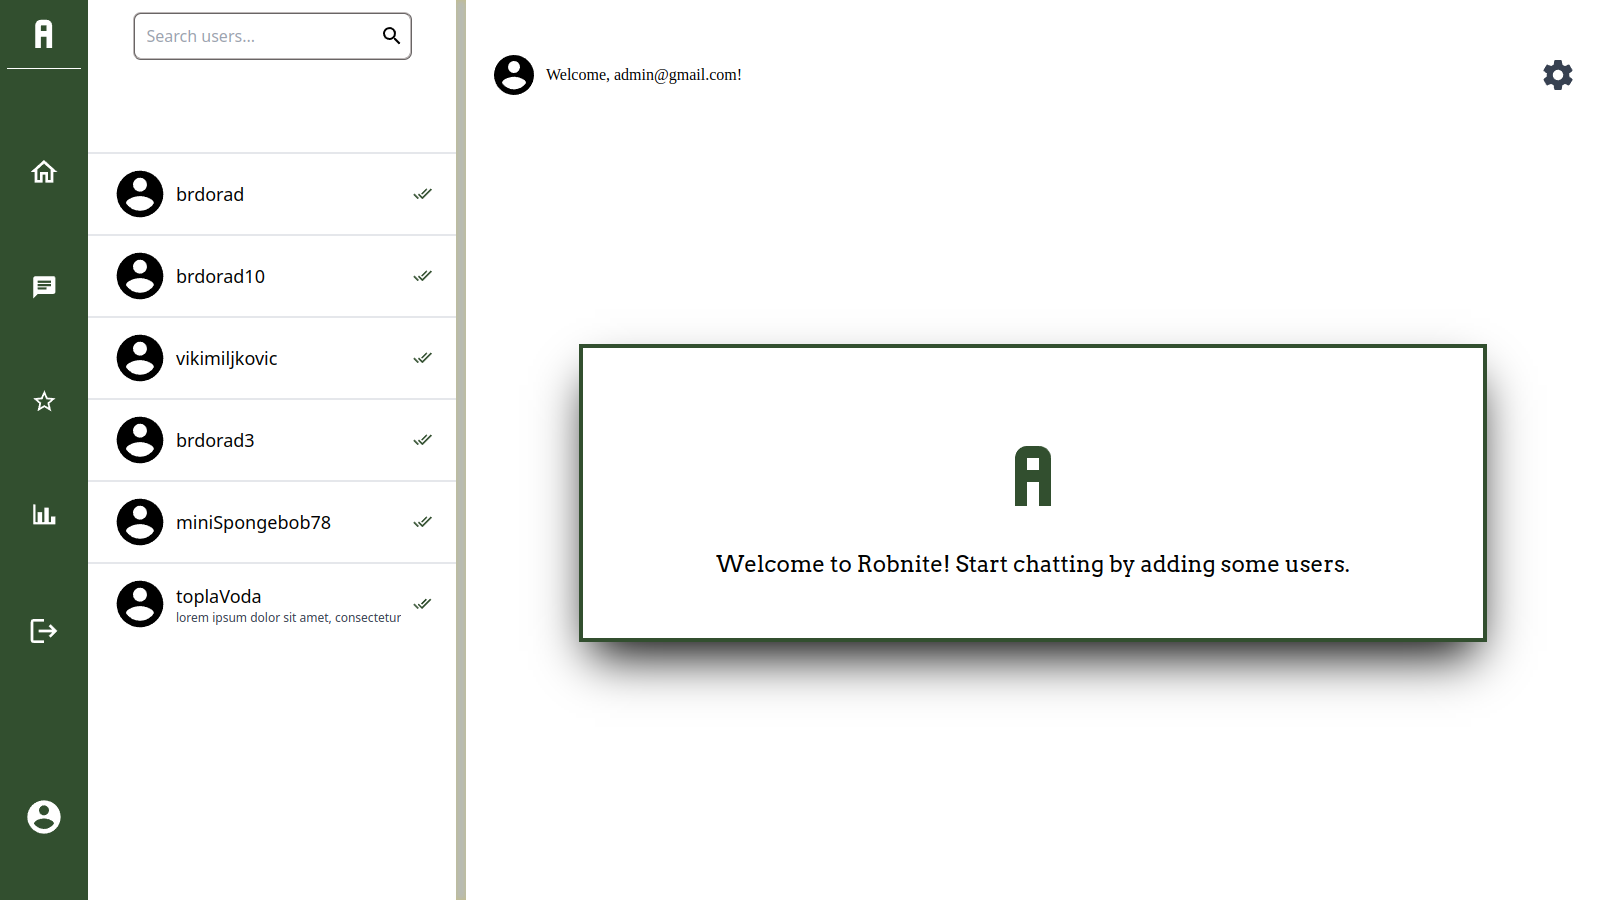 Search users...
Welcome, admin@gmail.com!
brdorad
brdorad10
vikimiljkovic
brdorad3
miniSpongebob78
toplaVoda
lorem ipsum dolor sit amet, consectetur
A
A
Welcome to Robnite! Start chatting by adding some users.